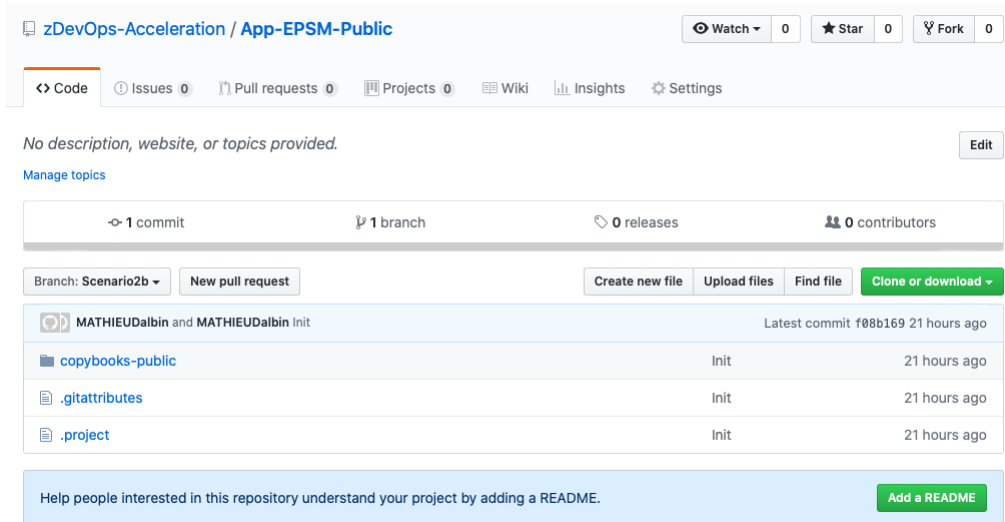 zDevOps-Acceleration / App-EPSM-Public
Watch 0 Star 0 Fork 0
Code Issues 0 Pull requests 0 Projects 0 Wiki Insights Settings
No description, website, or topics provided. Edit
Manage topics
1 commit 1 branch 0 releases 0 contributors
Branch: Scenario2b New pull request Create new file Upload files Find file Clone or download
MATHIEUDalbin and MATHIEUDalbin Init Latest commit f08b169 21 hours ago
copybooks-public Init 21 hours ago
.gitattributes Init 21 hours ago
.project Init 21 hours ago
Help people interested in this repository understand your project by adding a README. Add a README